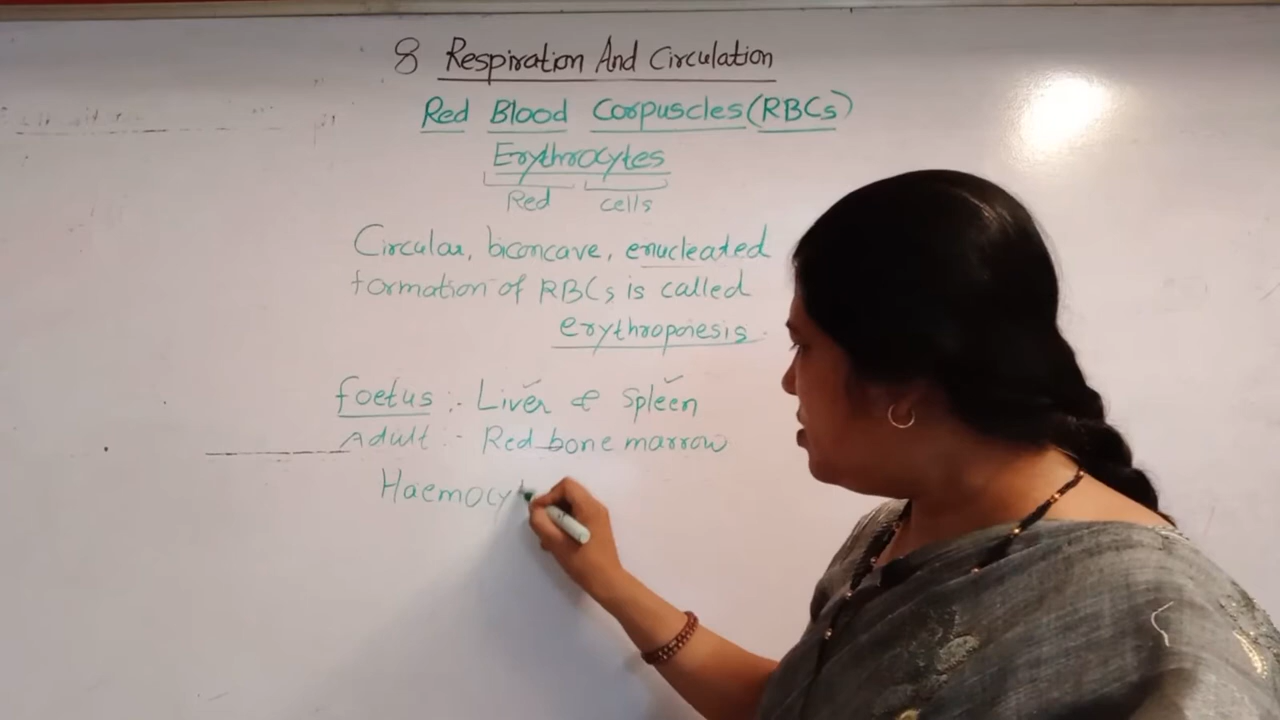 8 Respiration And Circulation
Red Blood Corpuscles (RBCs)
Erythrocytes
Red cells
Circular, biconcave, enucleated
formation of RBCs is called
erythropoiesis.
foetus :- Liver & Spleen
Adult :- Red bone marrow
Haemocyt